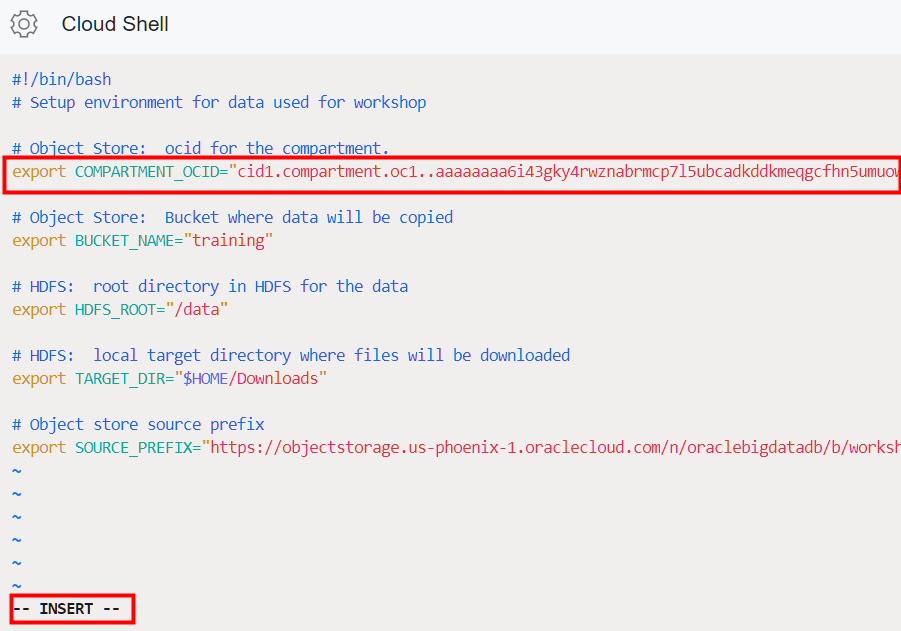 Cloud Shell
#!/bin/bash
# Setup environment for data used for workshop
# Object Store:  ocid for the compartment.
export COMPARTMENT_OCID="cid1.compartment.oc1..aaaaaaaa6i43gky4rwznabrmcp7l5ubcadkddkmeqgcfhn5umuow
# Object Store:  Bucket where data will be copied
export BUCKET_NAME="training"
# HDFS:  root directory in HDFS for the data
export HDFS_ROOT="/data"
# HDFS:  local target directory where files will be downloaded
export TARGET_DIR="$HOME/Downloads"
# Object store source prefix
export SOURCE_PREFIX="https://objectstorage.us-phoenix-1.oraclecloud.com/n/oraclebigdatadb/b/worksh
~
~
~
~
~
~
-- INSERT --